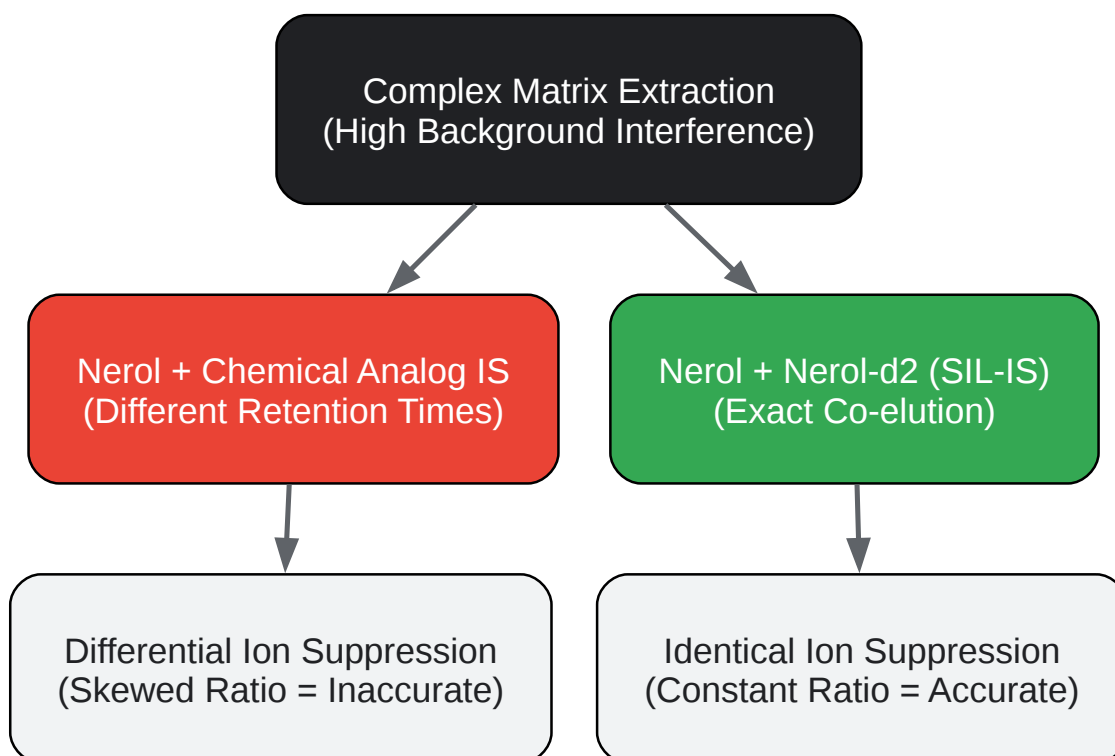 Complex Matrix Extraction
(High Background Interference)
Nerol + Chemical Analog IS
(Different Retention Times)
Nerol + Nerol-d2 (SIL-IS)
(Exact Co-elution)
Differential Ion Suppression
(Skewed Ratio = Inaccurate)
Identical Ion Suppression
(Constant Ratio = Accurate)